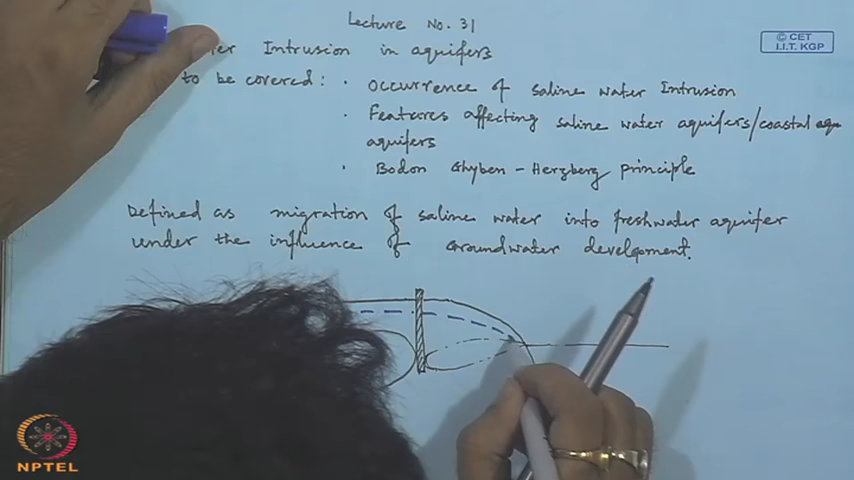 Lecture No. 31
© CET
I.I.T. KGP
Intrusion in aquifers
to be covered : . Occurrence of saline water Intrusion
. Features affecting saline water aquifers/coastal aqu
aquifers
. Bodon Ghyben - Herzberg principle
Defined as migration of saline water into freshwater aquifer
under the influence of Groundwater development.
NPTEL